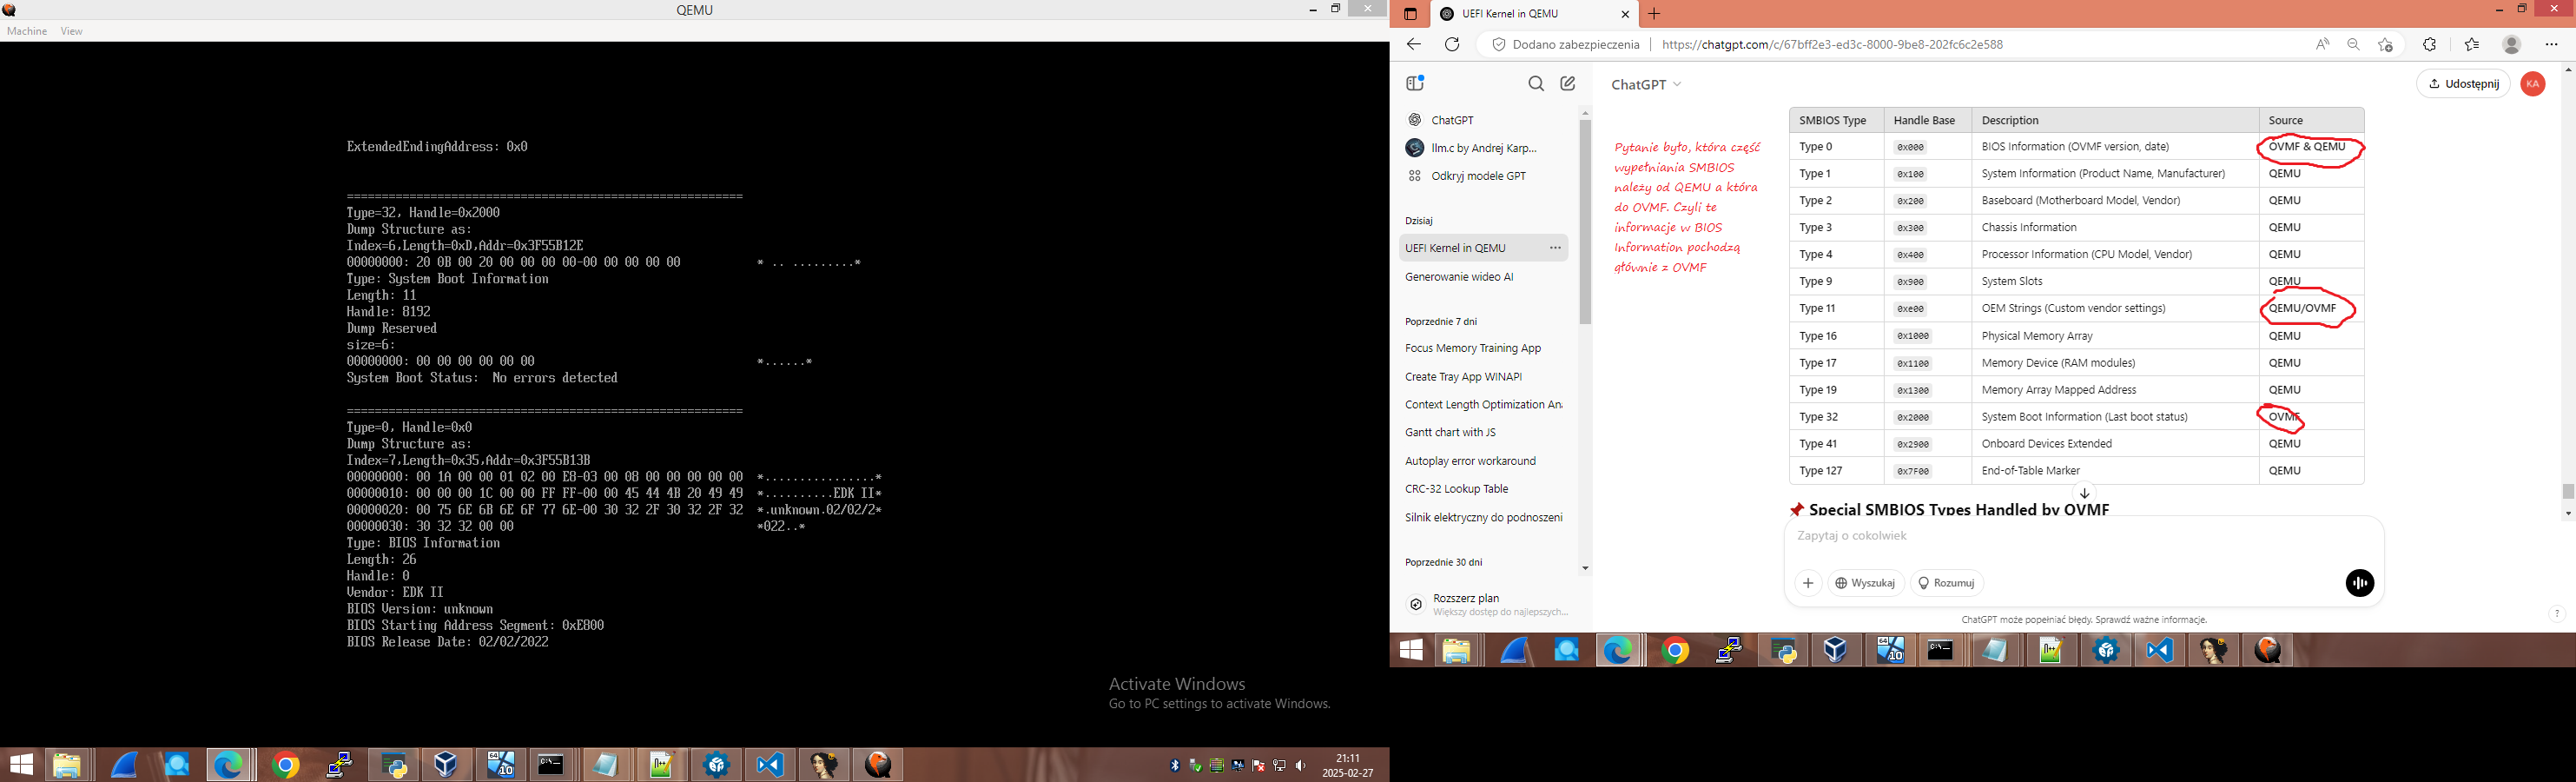 QEMU
Machine View
ExtendedEndingAddress: 0x0
=========================================================
Type=32, Handle=0x2000
Dump Structure as:
Index=6,Length=0xD,Addr=0x3F55B12E
00000000: 20 0B 00 20 00 00 00 00 00-00 00 00 00 00 * .. .........*
Type: System Boot Information
Length: 11
Handle: 8192
Dump Reserved
size=6:
00000000: 00 00 00 00 00 00 *......*
System Boot Status: No errors detected
=========================================================
Type=0, Handle=0x0
Dump Structure as:
Index=7,Length=0x35,Addr=0x3F55B13B
00000000: 00 1A 00 00 01 02 00 E8-03 00 08 00 00 00 00 00 *................*
00000010: 00 00 00 1C 00 00 FF FF-00 00 45 44 4B 20 49 49 *..........EDK II*
00000020: 00 75 6E 6B 6E 6F 77 6E-00 30 32 2F 30 32 2F 32 *.unknown.02/02/2*
00000030: 30 32 32 00 00 *022..*
Type: BIOS Information
Length: 26
Handle: 0
Vendor: EDK II
BIOS Version: unknown
BIOS Starting Address Segment: 0xE800
BIOS Release Date: 02/02/2022
Activate Windows
Go to PC settings to activate Windows.
21:11
2025-02-27
UEFI Kernel in QEMU
Dodano zabezpieczenia https://chatgpt.com/c/67bff2e3-ed3c-8000-9be8-202fc6c2e588
ChatGPT
llm.c by Andrej Karp...
Odkryj modele GPT
Dzisiaj
UEFI Kernel in QEMU
Generowanie wideo AI
Poprzednie 7 dni
Focus Memory Training App
Create Tray App WINAPI
Context Length Optimization An
Gantt chart with JS
Autoplay error workaround
CRC-32 Lookup Table
Silnik elektryczny do podnoszeni
Poprzednie 30 dni
Rozszerz plan
Większy dostęp do najlepszych...
ChatGPT
Udostępnij
KA
Pytanie było, która część
wypełniania SMBIOS
należy od QEMU a która
do OVMF. Czyli te
informacje w BIOS
Information pochodzą
głównie z OVMF
SMBIOS Type Handle Base Description Source
Type 0 0x000 BIOS Information (OVMF version, date) OVMF & QEMU
Type 1 0x100 System Information (Product Name, Manufacturer) QEMU
Type 2 0x200 Baseboard (Motherboard Model, Vendor) QEMU
Type 3 0x300 Chassis Information QEMU
Type 4 0x400 Processor Information (CPU Model, Vendor) QEMU
Type 9 0x900 System Slots QEMU
Type 11 0xe00 OEM Strings (Custom vendor settings) QEMU/OVMF
Type 16 0x1000 Physical Memory Array QEMU
Type 17 0x1100 Memory Device (RAM modules) QEMU
Type 19 0x1300 Memory Array Mapped Address QEMU
Type 32 0x2000 System Boot Information (Last boot status) OVMF
Type 41 0x2900 Onboard Devices Extended QEMU
Type 127 0x7F00 End-of-Table Marker QEMU
Special SMBIOS Types Handled by OVMF
Zapytaj o cokolwiek
Wyszukaj Rozumuj
ChatGPT może popełniać błędy. Sprawdź ważne informacje.
?